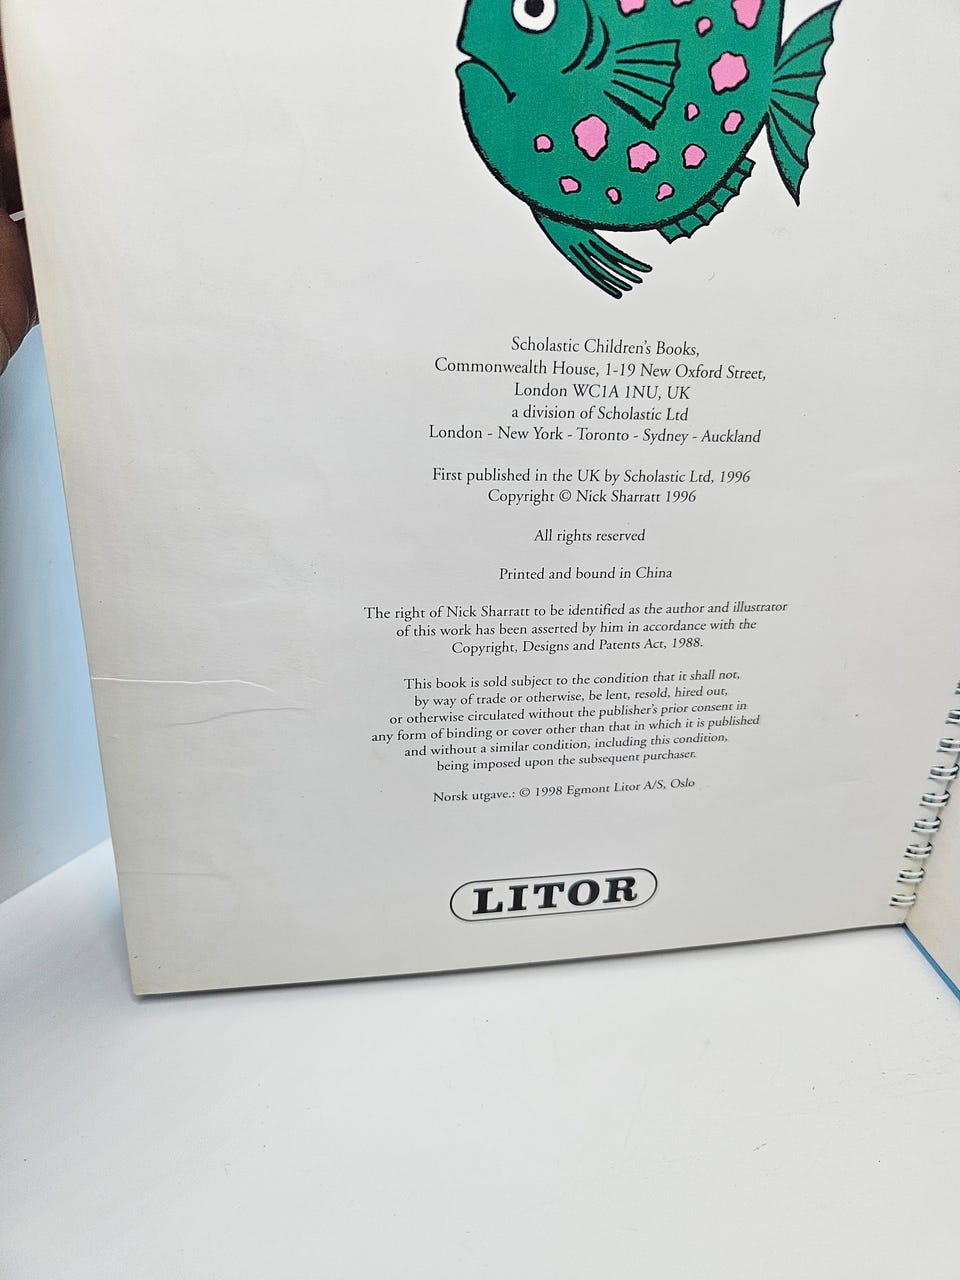 Scholastic Children's Books,
Commonwealth House, 1-19 New Oxford Street,
London WC1A 1NU, UK
a division of Scholastic Ltd
London - New York - Toronto - Sydney - Auckland
First published in the UK by Scholastic Ltd, 1996
Copyright © Nick Sharratt 1996
All rights reserved
Printed and bound in China
The right of Nick Sharratt to be identified as the author and illustrator
of this work has been asserted by him in accordance with the
Copyright, Designs and Patents Act, 1988.
This book is sold subject to the condition that it shall not,
by way of trade or otherwise, be lent, resold, hired out,
or otherwise circulated without the publisher's prior consent in
any form of binding or cover other than that in which it is published
and without a similar condition, including this condition,
being imposed upon the subsequent purchaser.
Norsk utgave.: © 1998 Egmont Litor A/S, Oslo
LITOR